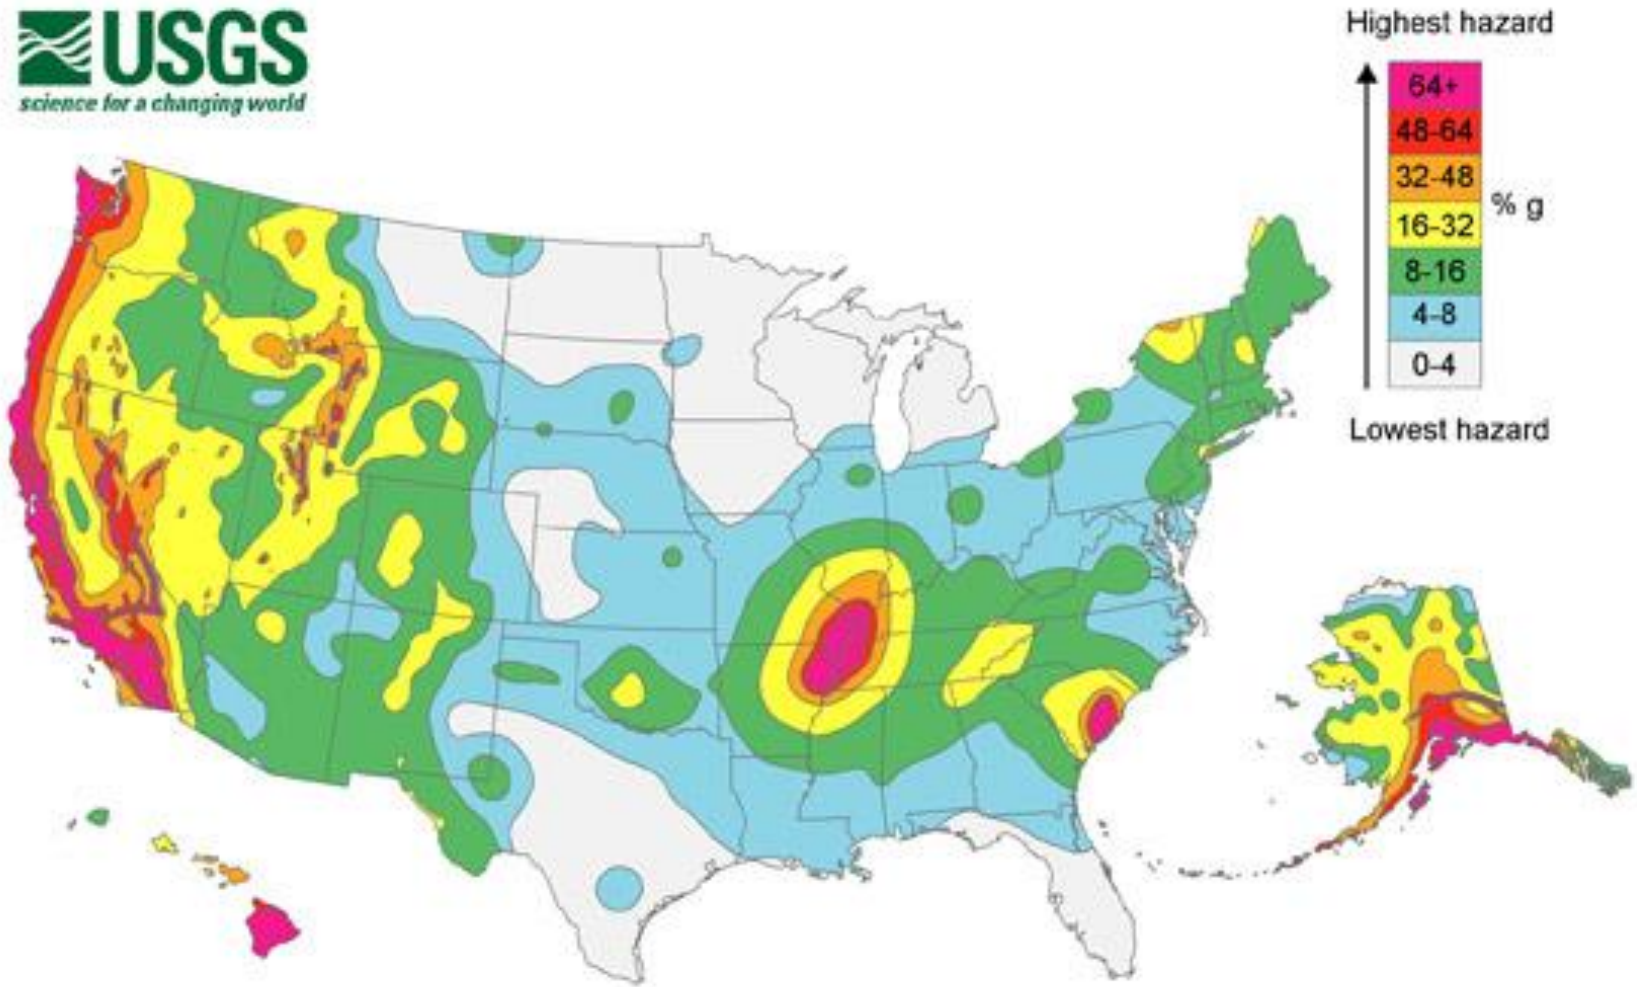 USGS
science for a changing world
Highest hazard
64+
48-64
32-48
16-32
% g
8-16
4-8
0-4
Lowest hazard